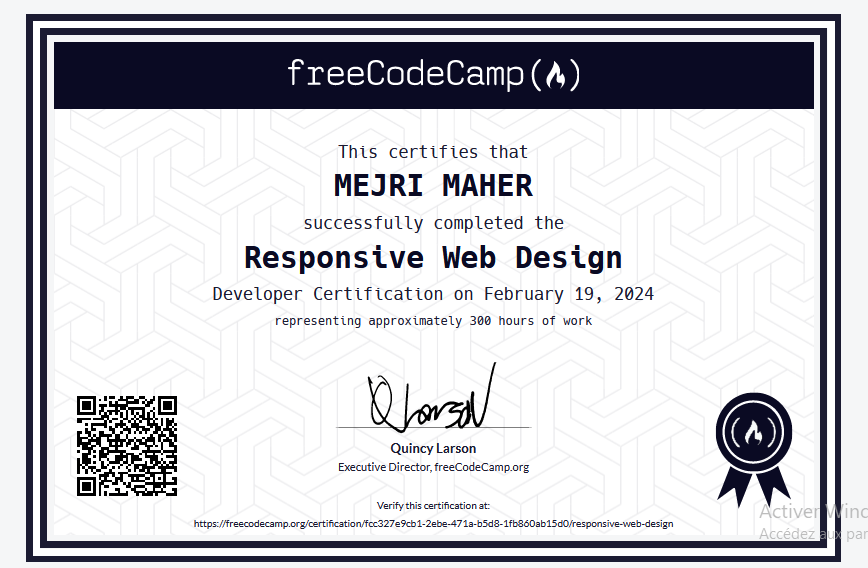 freeCodeCamp
This certifies that
MEJRI MAHER
successfully completed the
Responsive Web Design
Developer Certification on February 19, 2024
representing approximately 300 hours of work
Quincy Larson
Executive Director, freeCodeCamp.org
Verify this certification at:
https://freecodecamp.org/certification/fcc327e9cb1-2ebe-471a-b5d8-1fb860ab15d0/responsive-web-design
Activer Wind
Accédez aux par